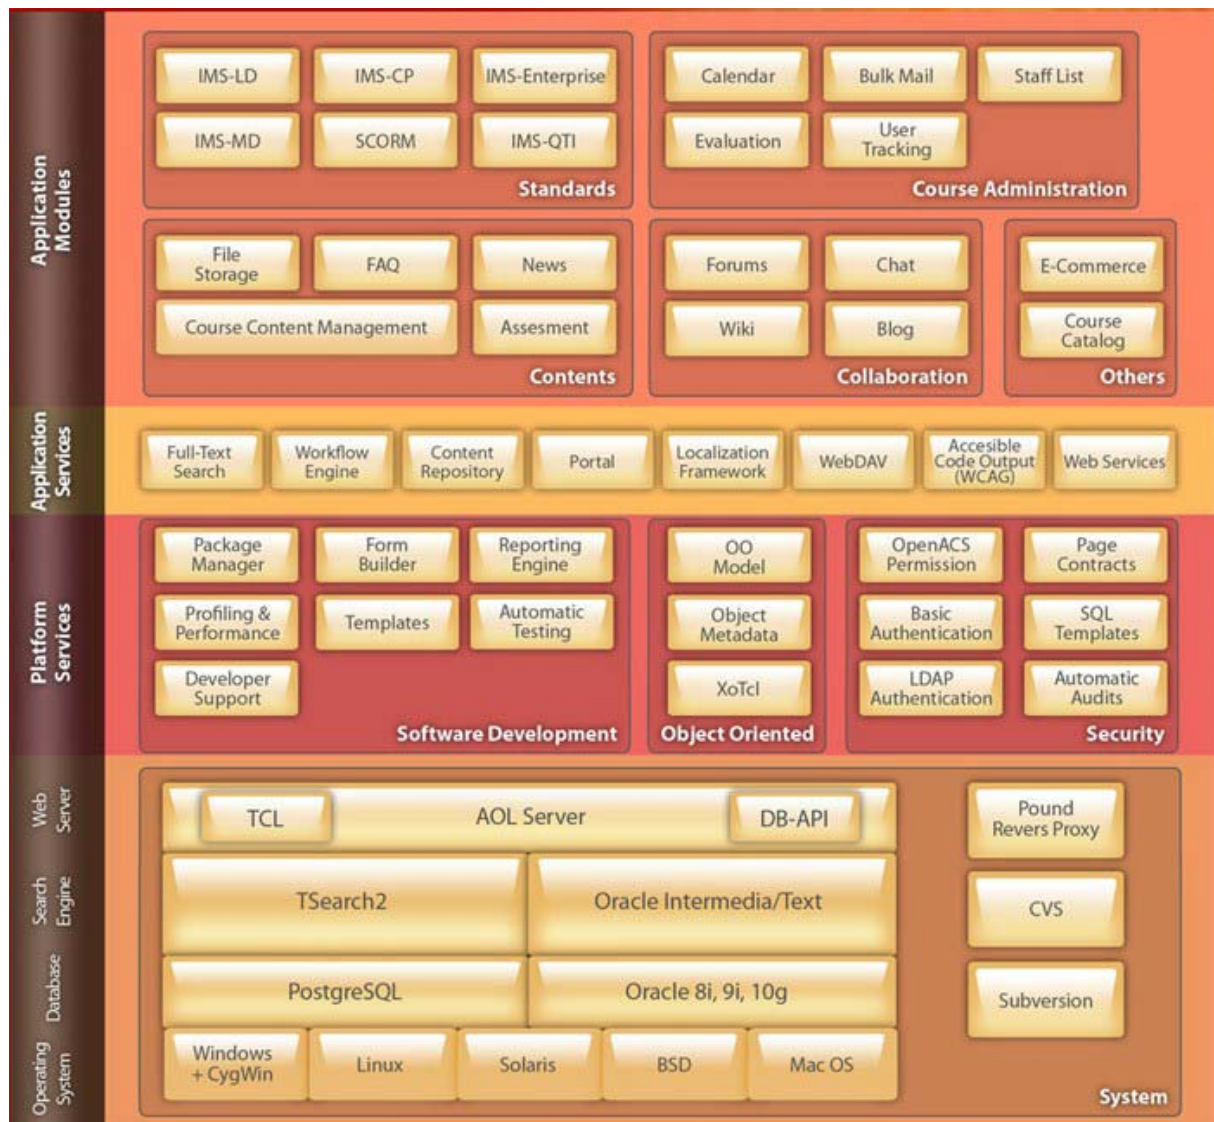 Application
Modules
IMS-LD
IMS-CP
IMS-Enterprise
IMS-MD
SCORM
IMS-QTI
Standards
Calendar
Bulk Mail
Staff List
Evaluation
User
Tracking
Course Administration
File
Storage
FAQ
News
Course Content Management
Assesment
Contents
Forums
Chat
Wiki
Blog
Collaboration
E-Commerce
Course
Catalog
Others
Application
Services
Full-Text
Search
Workflow
Engine
Content
Repository
Portal
Localization
Framework
WebDAV
Accesible
Code Output
(WCAG)
Web Services
Platform
Services
Package
Manager
Form
Builder
Reporting
Engine
Profiling &
Performance
Templates
Automatic
Testing
Developer
Support
Software Development
OO
Model
Object
Metadata
XoTcl
Object Oriented
OpenACS
Permission
Page
Contracts
Basic
Authentication
SQL
Templates
LDAP
Authentication
Automatic
Audits
Security
Web
Server
TCL
AOL Server
DB-API
Pound
Revers Proxy
Search
Engine
TSearch2
Oracle Intermedia/Text
CVS
Database
PostgreSQL
Oracle 8i, 9i, 10g
Subversion
Operating
System
Windows
+ CygWin
Linux
Solaris
BSD
Mac OS
System